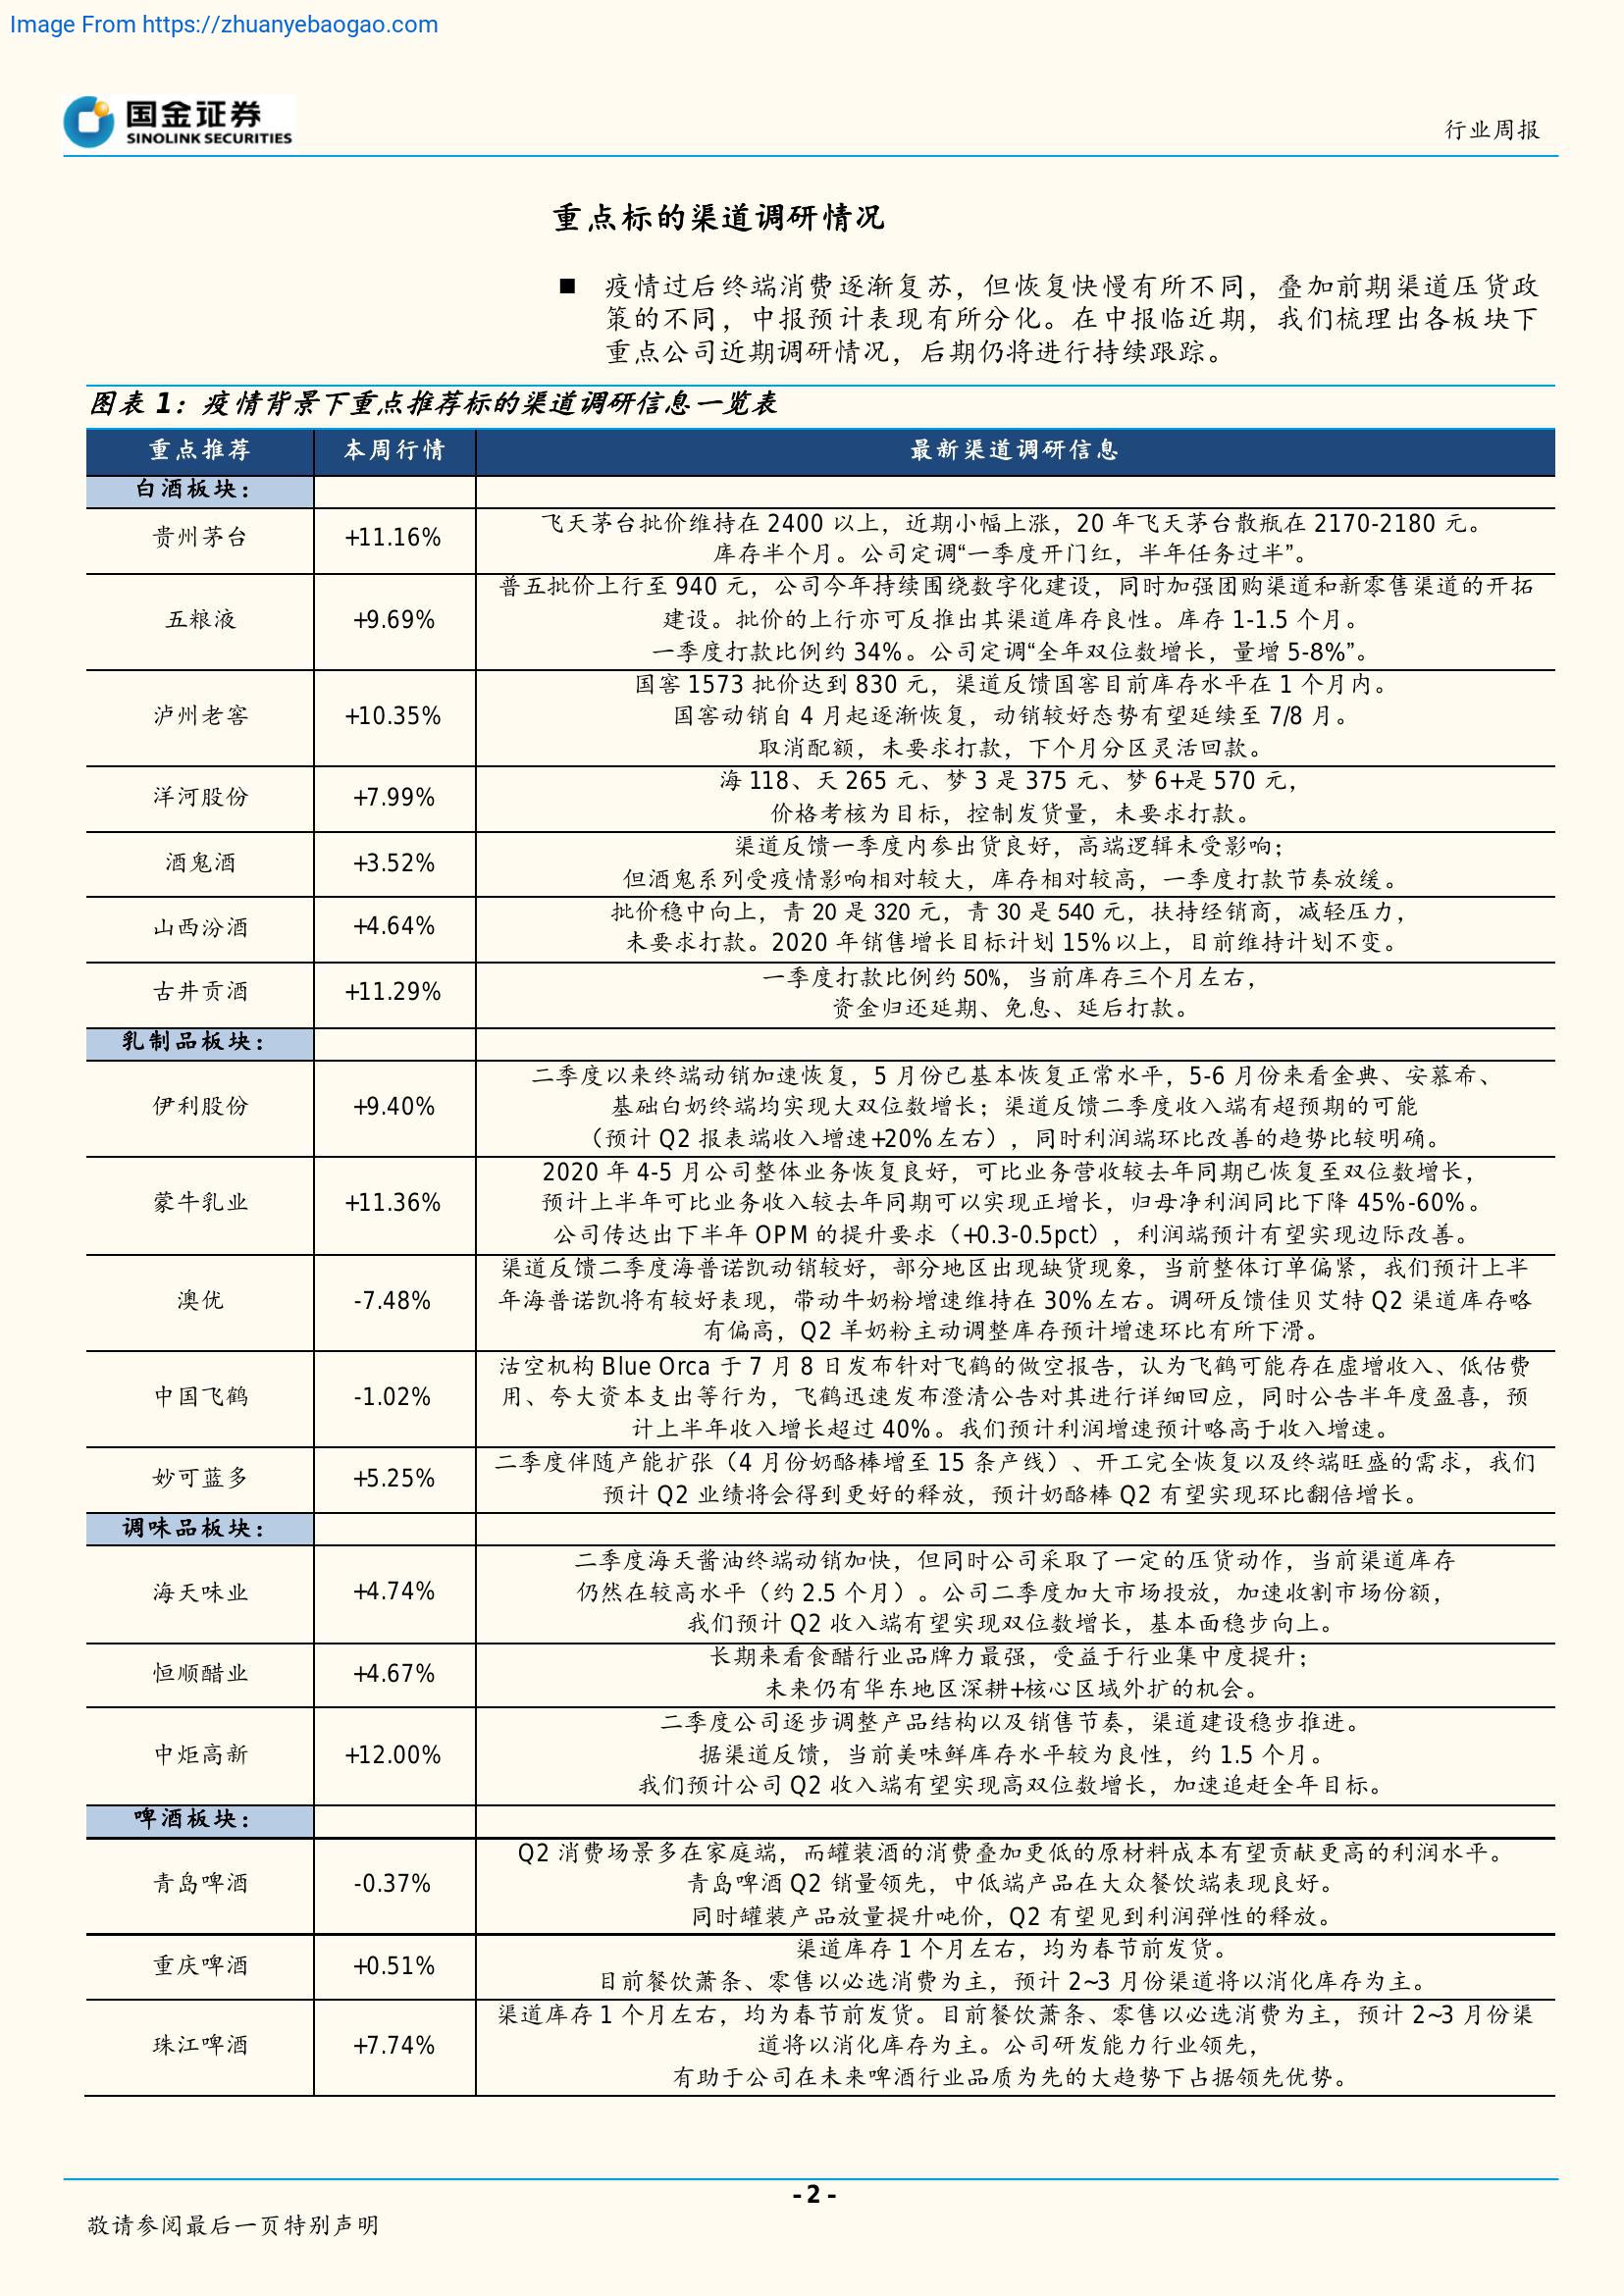 Image From https://zhuanyebaogao.com
国金证券
SINOLINK SECURITIES
行业周报
重点标的渠道调研情况
■ 疫情过后终端消费逐渐复苏，但恢复快慢有所不同，叠加前期渠道压货政
策的不同，中报预计表现有所分化。在中报临近期，我们梳理出各板块下
重点公司近期调研情况，后期仍将进行持续跟踪。
图表 1：疫情背景下重点推荐标的渠道调研信息一览表
重点推荐 本周行情 最新渠道调研信息
白酒板块：
贵州茅台 +11.16%
飞天茅台批价维持在 2400 以上，近期小幅上涨，20 年飞天茅台散瓶在 2170-2180 元。
库存半个月。公司定调“一季度开门红，半年任务过半”。
五粮液 +9.69%
普五批价上行至 940 元，公司今年持续围绕数字化建设，同时加强团购渠道和新零售渠道的开拓
建设。批价的上行亦可反推出其渠道库存良性。库存 1-1.5 个月。
一季度打款比例约 34%。公司定调“全年双位数增长，量增 5-8%”。
泸州老窖 +10.35%
国窖 1573 批价达到 830 元，渠道反馈国窖目前库存水平在 1 个月内。
国窖动销自 4 月起逐渐恢复，动销较好态势有望延续至 7/8 月。
取消配额，未要求打款，下个月分区灵活回款。
洋河股份 +7.99%
海 118、天 265 元、梦 3 是 375 元、梦 6+是 570 元，
价格考核为目标，控制发货量，未要求打款。
酒鬼酒 +3.52%
渠道反馈一季度内参出货良好，高端逻辑未受影响；
但酒鬼系列受疫情影响相对较大，库存相对较高，一季度打款节奏放缓。
山西汾酒 +4.64%
批价稳中向上，青 20 是 320 元，青 30 是 540 元，扶持经销商，减轻压力，
未要求打款。2020 年销售增长目标计划 15%以上，目前维持计划不变。
古井贡酒 +11.29%
一季度打款比例约 50%，当前库存三个月左右，
资金归还延期、免息、延后打款。
乳制品板块：
伊利股份 +9.40%
二季度以来终端动销加速恢复，5 月份已基本恢复正常水平，5-6 月份来看金典、安慕希、
基础白奶终端均实现大双位数增长；渠道反馈二季度收入端有超预期的可能
（预计 Q2 报表端收入增速+20%左右），同时利润端环比改善的趋势比较明确。
蒙牛乳业 +11.36%
2020 年 4-5 月公司整体业务恢复良好，可比业务营收较去年同期已恢复至双位数增长，
预计上半年可比业务收入较去年同期可以实现正增长，归母净利润同比下降 45%-60%。
公司传达出下半年 OPM 的提升要求（+0.3-0.5pct），利润端预计有望实现边际改善。
澳优 -7.48%
渠道反馈二季度海普诺凯动销较好，部分地区出现缺货现象，当前整体订单偏紧，我们预计上半
年海普诺凯将有较好表现，带动牛奶粉增速维持在 30%左右。调研反馈佳贝艾特 Q2 渠道库存略
有偏高，Q2 羊奶粉主动调整库存预计增速环比有所下滑。
中国飞鹤 -1.02%
沽空机构 Blue Orca 于 7 月 8 日发布针对飞鹤的做空报告，认为飞鹤可能存在虚增收入、低估费
用、夸大资本支出等行为，飞鹤迅速发布澄清公告对其进行详细回应，同时公告半年度盈喜，预
计上半年收入增长超过 40%。我们预计利润增速预计略高于收入增速。
妙可蓝多 +5.25%
二季度伴随产能扩张（4 月份奶酪棒增至 15 条产线）、开工完全恢复以及终端旺盛的需求，我们
预计 Q2 业绩将会得到更好的释放，预计奶酪棒 Q2 有望实现环比翻倍增长。
调味品板块：
海天味业 +4.74%
二季度海天酱油终端动销加快，但同时公司采取了一定的压货动作，当前渠道库存
仍然在较高水平（约 2.5 个月）。公司二季度加大市场投放，加速收割市场份额，
我们预计 Q2 收入端有望实现双位数增长，基本面稳步向上。
恒顺醋业 +4.67%
长期来看食醋行业品牌力最强，受益于行业集中度提升；
未来仍有华东地区深耕+核心区域外扩的机会。
中炬高新 +12.00%
二季度公司逐步调整产品结构以及销售节奏，渠道建设稳步推进。
据渠道反馈，当前美味鲜库存水平较为良性，约 1.5 个月。
我们预计公司 Q2 收入端有望实现高双位数增长，加速追赶全年目标。
啤酒板块：
青岛啤酒 -0.37%
Q2 消费场景多在家庭端，而罐装酒的消费叠加更低的原材料成本有望贡献更高的利润水平。
青岛啤酒 Q2 销量领先，中低端产品在大众餐饮端表现良好。
同时罐装产品放量提升吨价，Q2 有望见到利润弹性的释放。
重庆啤酒 +0.51%
渠道库存 1 个月左右，均为春节前发货。
目前餐饮萧条、零售以必选消费为主，预计 2~3 月份渠道将以消化库存为主。
珠江啤酒 +7.74%
渠道库存 1 个月左右，均为春节前发货。目前餐饮萧条、零售以必选消费为主，预计 2~3 月份渠
道将以消化库存为主。公司研发能力行业领先，
有助于公司在未来啤酒行业品质为先的大趋势下占据领先优势。
- 2 -
敬请参阅最后一页特别声明